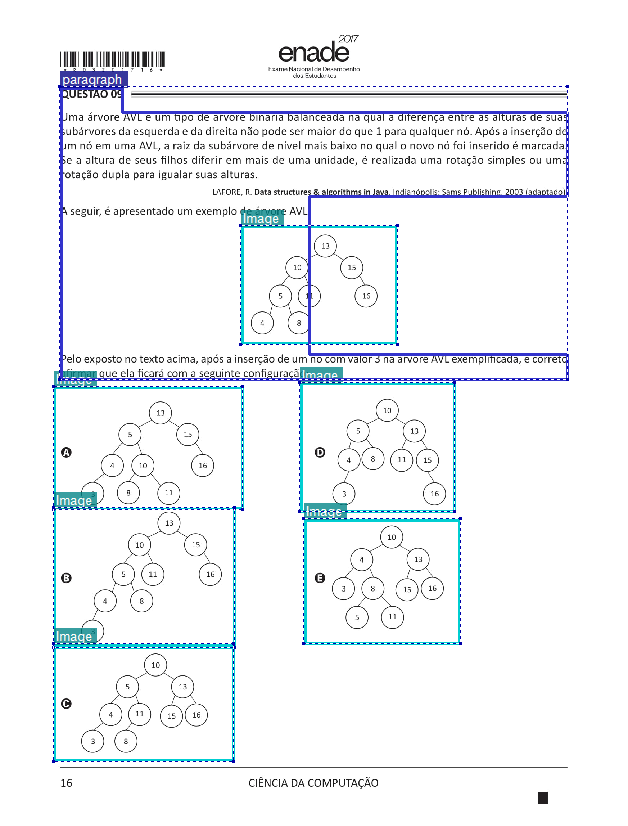 2017
enade
Exame Nacional de Desempenho
dos Estudantes
paragraph
QUESTÃO 09
Uma árvore AVL é um tipo de árvore binária balanceada na qual a diferença entre as alturas de suas
subárvores da esquerda e da direita não pode ser maior do que 1 para qualquer nó. Após a inserção de
um nó em uma AVL, a raiz da subárvore de nível mais baixo no qual o novo nó foi inserido é marcada.
Se a altura de seus filhos diferir em mais de uma unidade, é realizada uma rotação simples ou uma
rotação dupla para igualar suas alturas.
LAFORE, R. Data structures & algorithms in Java. Indianópolis: Sams Publishing, 2003 (adaptado).
A seguir, é apresentado um exemplo de árvore AVL.
Image
13
10 15
5 11 16
4 8
Pelo exposto no texto acima, após a inserção de um nó com valor 3 na árvore AVL exemplificada, é correto
afirmar que ela ficará com a seguinte configuração:
Image
A
13
5 15
4 10 16
3 8 11
Image
B
13
10 15
5 11 16
4 8
Image
C
10
5 13
4 11 15 16
3 8
Image
D
10
5 13
4 8 11 15
3 16
Image
E
10
4 13
3 8 15 16
5 11
16 CIÊNCIA DA COMPUTAÇÃO